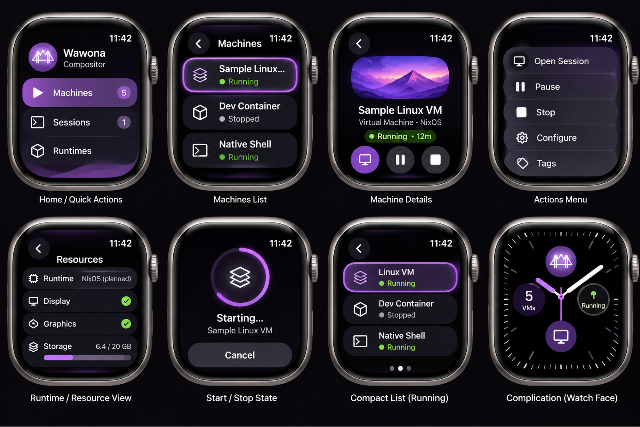 11:42
Wawona
Compositor
Machines 5
Sessions 1
Runtimes
Home / Quick Actions
11:42
Machines
Sample Linux...
Running
Dev Container
Stopped
Native Shell
Running
Machines List
11:42
Sample Linux VM
Virtual Machine • NixOS
Running • 12m
Machine Details
11:42
Open Session
Pause
Stop
Configure
Tags
Actions Menu
11:42
Resources
Runtime NixOS (planned)
Display
Graphics
Storage 6.4 / 20 GB
Runtime / Resource View
11:42
Starting...
Sample Linux VM
Cancel
Start / Stop State
11:42
Linux VM
Running
Dev Container
Stopped
Native Shell
Running
Compact List (Running)
5
VMs
Running
Complication (Watch Face)